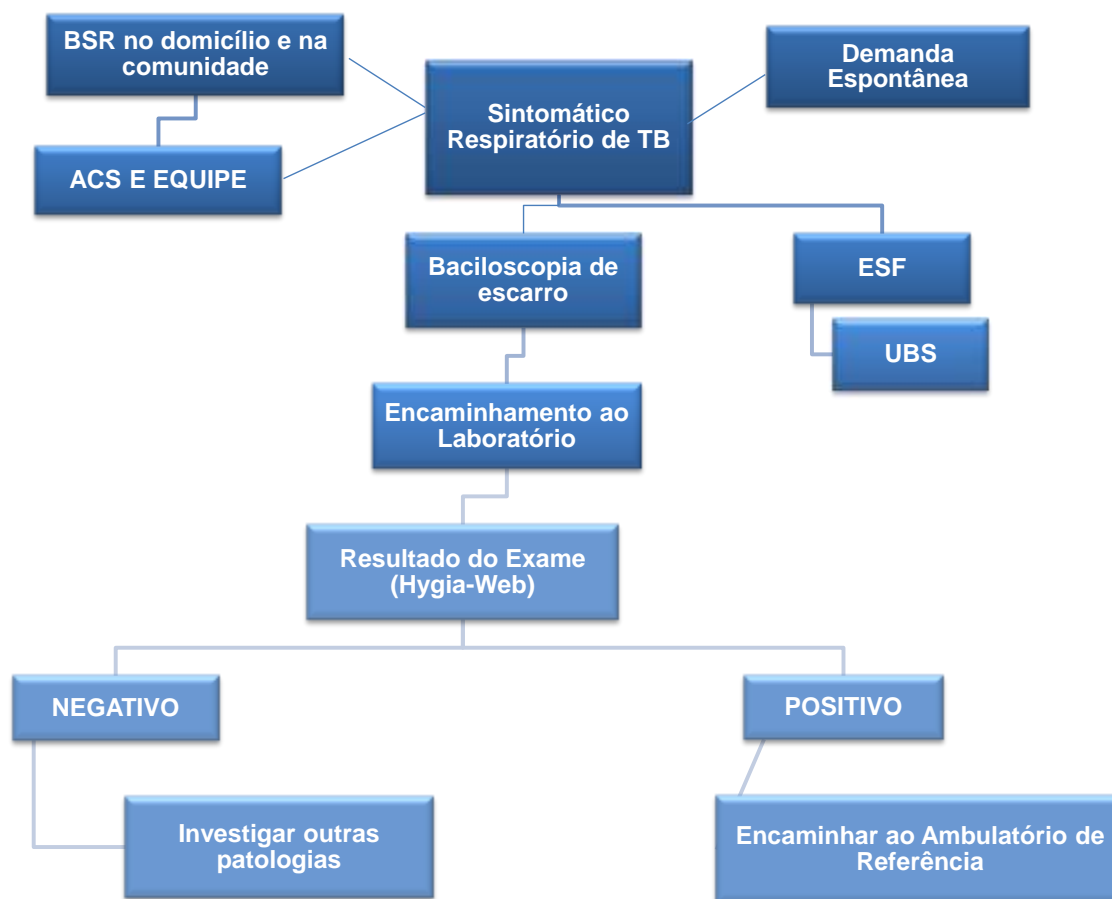 BSR no domicílio e na
comunidade
Demanda
Espontânea
Sintomático
Respiratório de TB
ACS E EQUIPE
Baciloscopia de
escarro
ESF
UBS
Encaminhamento ao
Laboratório
Resultado do Exame
(Hygia-Web)
NEGATIVO
POSITIVO
Investigar outras
patologias
Encaminhar ao Ambulatório de
Referência